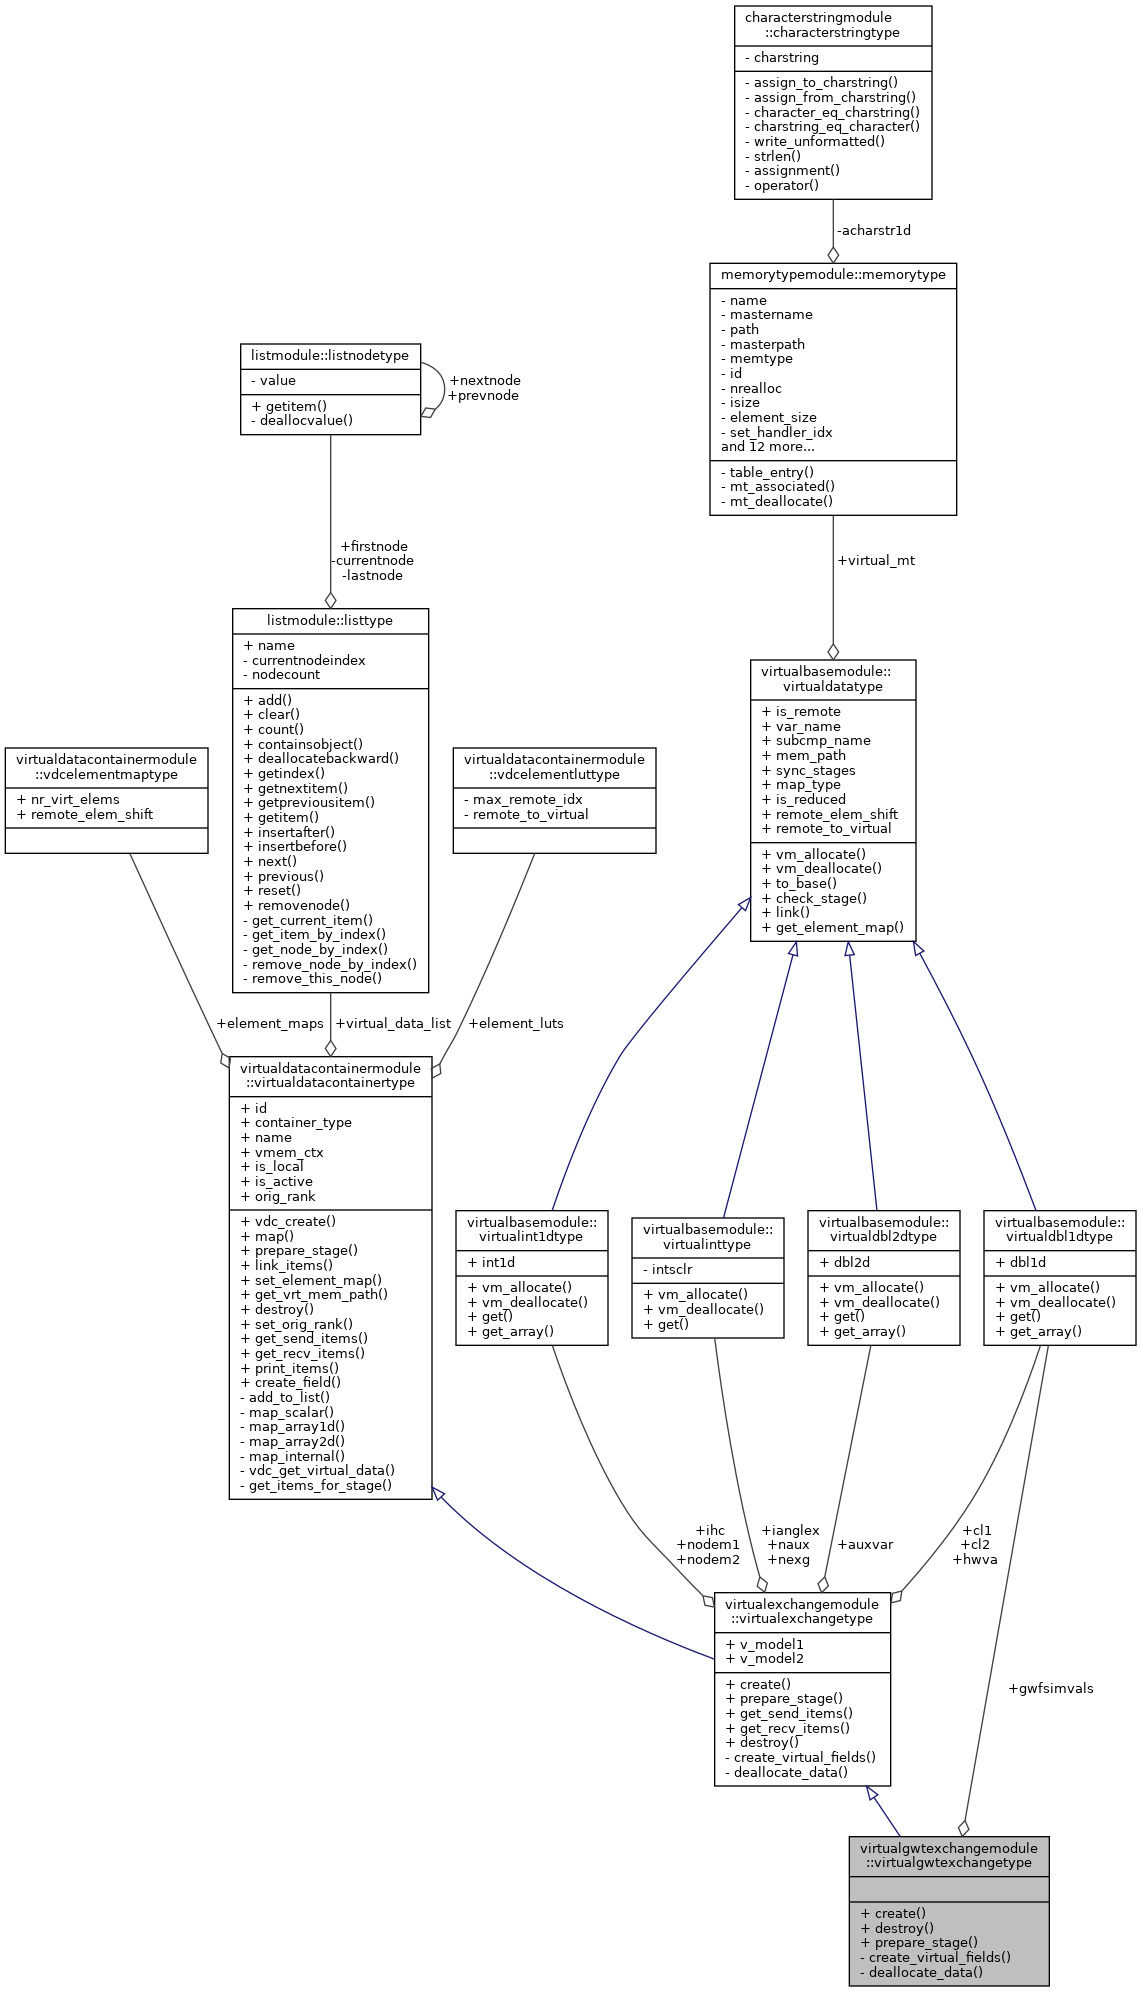 characterstringmodule
::characterstringtype
- charstring
- assign_to_charstring()
- assign_from_charstring()
- character_eq_charstring()
- charstring_eq_character()
- write_unformatted()
- strlen()
- assignment()
- operator()
-acharstr1d
memorytypemodule::memorytype
- name
- mastername
- path
- masterpath
- memtype
- id
- nrealloc
- isize
- element_size
- set_handler_idx
and 12 more...
- table_entry()
- mt_associated()
- mt_deallocate()
listmodule::listnodetype
- value
+ getitem()
- deallocvalue()
+nextnode
+prevnode
+firstnode
-currentnode
-lastnode
+virtual_mt
listmodule::listtype
+ name
- currentnodeindex
- nodecount
+ add()
+ clear()
+ count()
+ containsobject()
+ deallocatebackward()
+ getindex()
+ getnextitem()
+ getpreviousitem()
+ getitem()
+ insertafter()
+ insertbefore()
+ next()
+ previous()
+ reset()
+ removenode()
- get_current_item()
- get_item_by_index()
- get_node_by_index()
- remove_node_by_index()
- remove_this_node()
virtualdatacontainermodule
::vdcelementmaptype
+ nr_virt_elems
+ remote_elem_shift
virtualdatacontainermodule
::vdcelementluttype
- max_remote_idx
- remote_to_virtual
virtualbasemodule::
virtualdatatype
+ is_remote
+ var_name
+ subcmp_name
+ mem_path
+ sync_stages
+ map_type
+ is_reduced
+ remote_elem_shift
+ remote_to_virtual
+ vm_allocate()
+ vm_deallocate()
+ to_base()
+ check_stage()
+ link()
+ get_element_map()
+element_maps
+virtual_data_list
+element_luts
virtualdatacontainermodule
::virtualdatacontainertype
+ id
+ container_type
+ name
+ vmem_ctx
+ is_local
+ is_active
+ orig_rank
+ vdc_create()
+ map()
+ prepare_stage()
+ link_items()
+ set_element_map()
+ get_vrt_mem_path()
+ destroy()
+ set_orig_rank()
+ get_send_items()
+ get_recv_items()
+ print_items()
+ create_field()
- add_to_list()
- map_scalar()
- map_array1d()
- map_array2d()
- map_internal()
- vdc_get_virtual_data()
- get_items_for_stage()
virtualbasemodule::
virtualint1dtype
+ int1d
+ vm_allocate()
+ vm_deallocate()
+ get()
+ get_array()
virtualbasemodule::
virtualinttype
- intsclr
+ vm_allocate()
+ vm_deallocate()
+ get()
virtualbasemodule::
virtualdbl2dtype
+ dbl2d
+ vm_allocate()
+ vm_deallocate()
+ get()
+ get_array()
virtualbasemodule::
virtualdbl1dtype
+ dbl1d
+ vm_allocate()
+ vm_deallocate()
+ get()
+ get_array()
+ihc
+nodem1
+nodem2
+ianglex
+naux
+nexg
+auxvar
+cl1
+cl2
+hwva
virtualexchangemodule
::virtualexchangetype
+ v_model1
+ v_model2
+ create()
+ prepare_stage()
+ get_send_items()
+ get_recv_items()
+ destroy()
- create_virtual_fields()
- deallocate_data()
+gwfsimvals
virtualgwtexchangemodule
::virtualgwtexchangetype
+ create()
+ destroy()
+ prepare_stage()
- create_virtual_fields()
- deallocate_data()